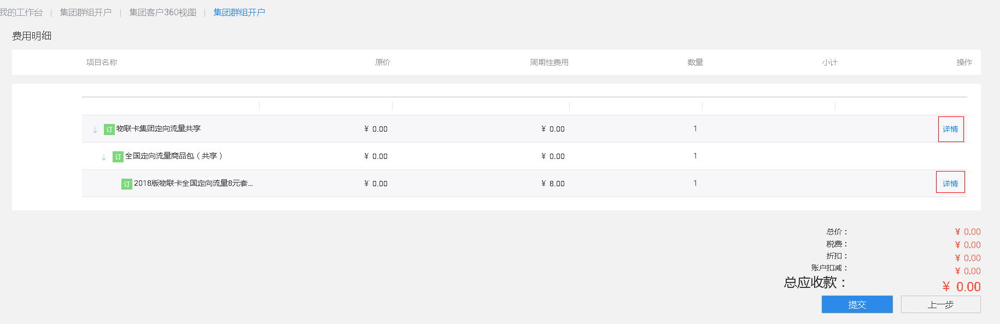 我的工作台 | 集团群组开户 | 集团客户360视图 | 集团群组开户
费用明细
项目名称 原价 周期性费用 数量 小计 操作
↓ 订 物联卡集团定向流量共享 ¥ 0.00 ¥ 0.00 1 详情
↓ 订 全国定向流量商品包（共享） ¥ 0.00 ¥ 0.00 1
订 2018版物联卡全国定向流量8元套... ¥ 0.00 ¥ 8.00 1 详情
总价： ¥ 0.00
税费： ¥ 0.00
折扣： ¥ 0.00
账户扣减： ¥ 0.00
总应收款： ¥ 0.00
提交 上一步